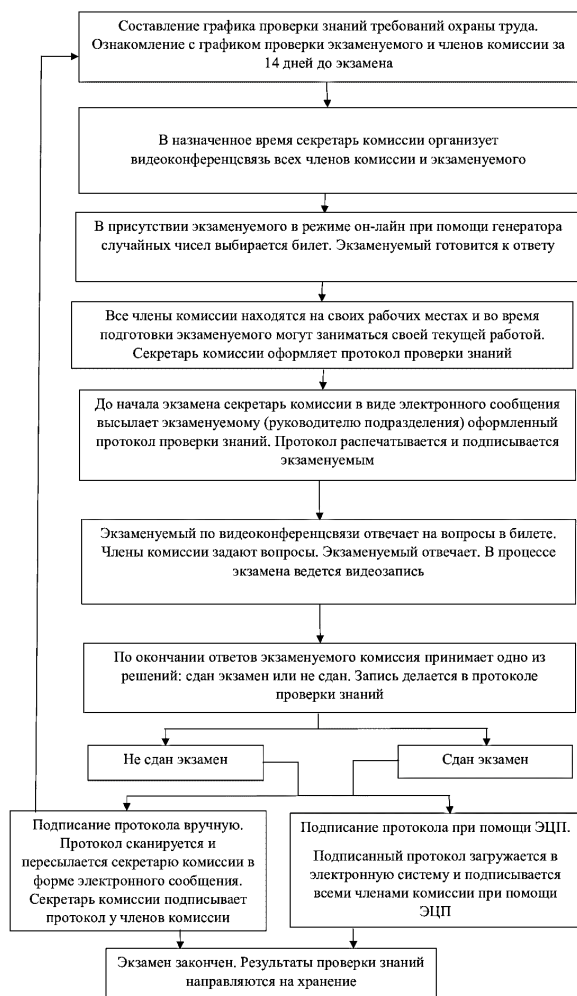 Составление графика проверки знаний требований охраны труда.
Ознакомление с графиком проверки экзаменуемого и членов комиссии за
14 дней до экзамена
В назначенное время секретарь комиссии организует
видеоконференцсвязь всех членов комиссии и экзаменуемого
В присутствии экзаменуемого в режиме он-лайн при помощи генератора
случайных чисел выбирается билет. Экзаменуемый готовится к ответу
Все члены комиссии находятся на своих рабочих местах и во время
подготовки экзаменуемого могут заниматься своей текущей работой.
Секретарь комиссии оформляет протокол проверки знаний
До начала экзамена секретарь комиссии в виде электронного сообщения
высылает экзаменуемому (руководителю подразделения) оформленный
протокол проверки знаний. Протокол распечатывается и подписывается
экзаменуемым
Экзаменуемый по видеоконференцсвязи отвечает на вопросы в билете.
Члены комиссии задают вопросы. Экзаменуемый отвечает. В процессе
экзамена ведется видеозапись
По окончании ответов экзаменуемого комиссия принимает одно из
решений: сдан экзамен или не сдан. Запись делается в протоколе
проверки знаний
Не сдан экзамен
Сдан экзамен
Подписание протокола вручную.
Протокол сканируется и
пересылается секретарю комиссии в
форме электронного сообщения.
Секретарь комиссии подписывает
протокол у членов комиссии
Подписание протокола при помощи ЭЦП.
Подписанный протокол загружается в
электронную систему и подписывается
всеми членами комиссии при помощи
ЭЦП
Экзамен закончен. Результаты проверки знаний
направляются на хранение